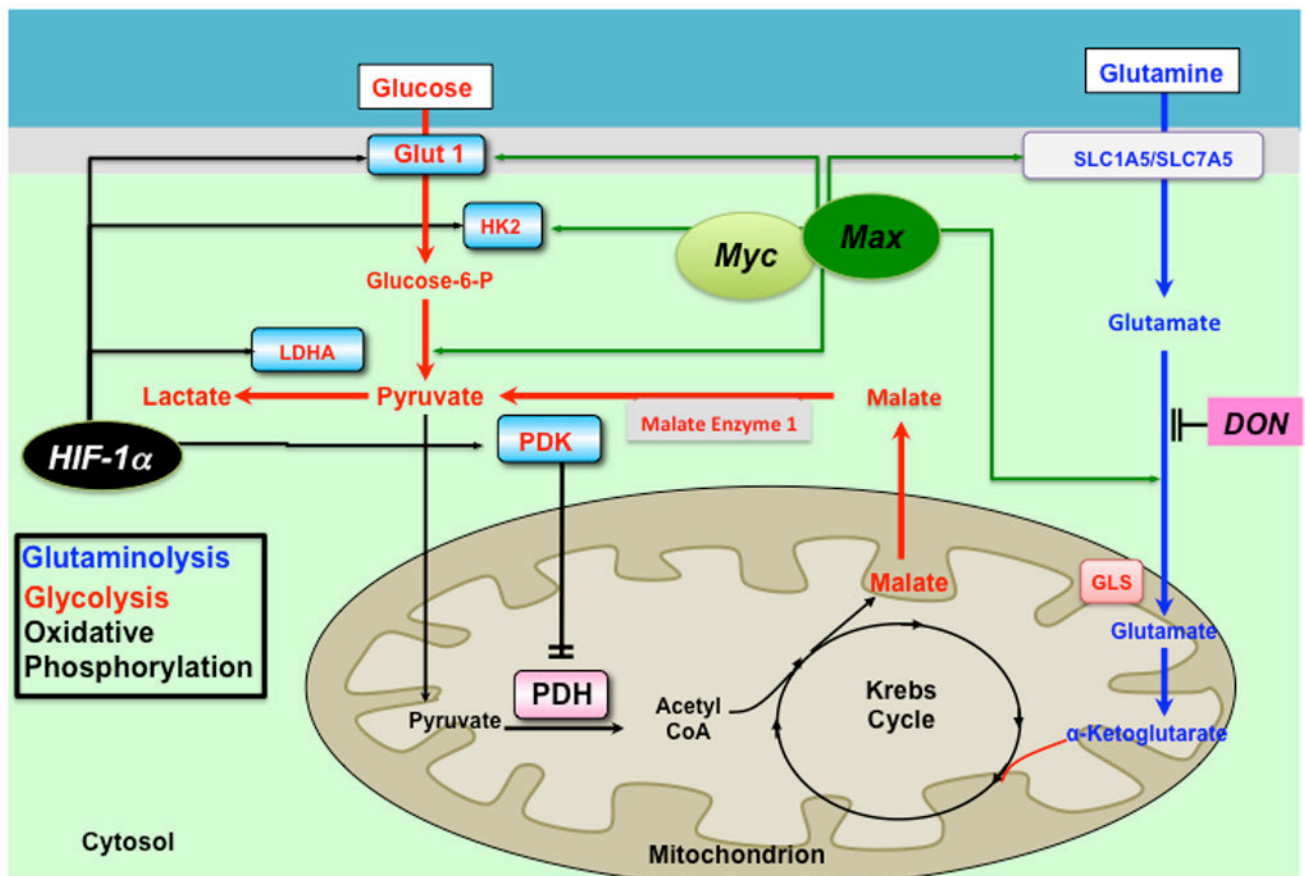 Glucose
Glutamine
Glut 1
SLC1A5/SLC7A5
HK2
Myc
Max
Glucose-6-P
Glutamate
LDHA
Lactate
Pyruvate
Malate
Malate Enzyme 1
DON
HIF-1α
PDK
Glutaminolysis
Glycolysis
Oxidative
Phosphorylation
Malate
GLS
Glutamate
PDH
Pyruvate
Acetyl
CoA
Krebs
Cycle
α-Ketoglutarate
Cytosol
Mitochondrion